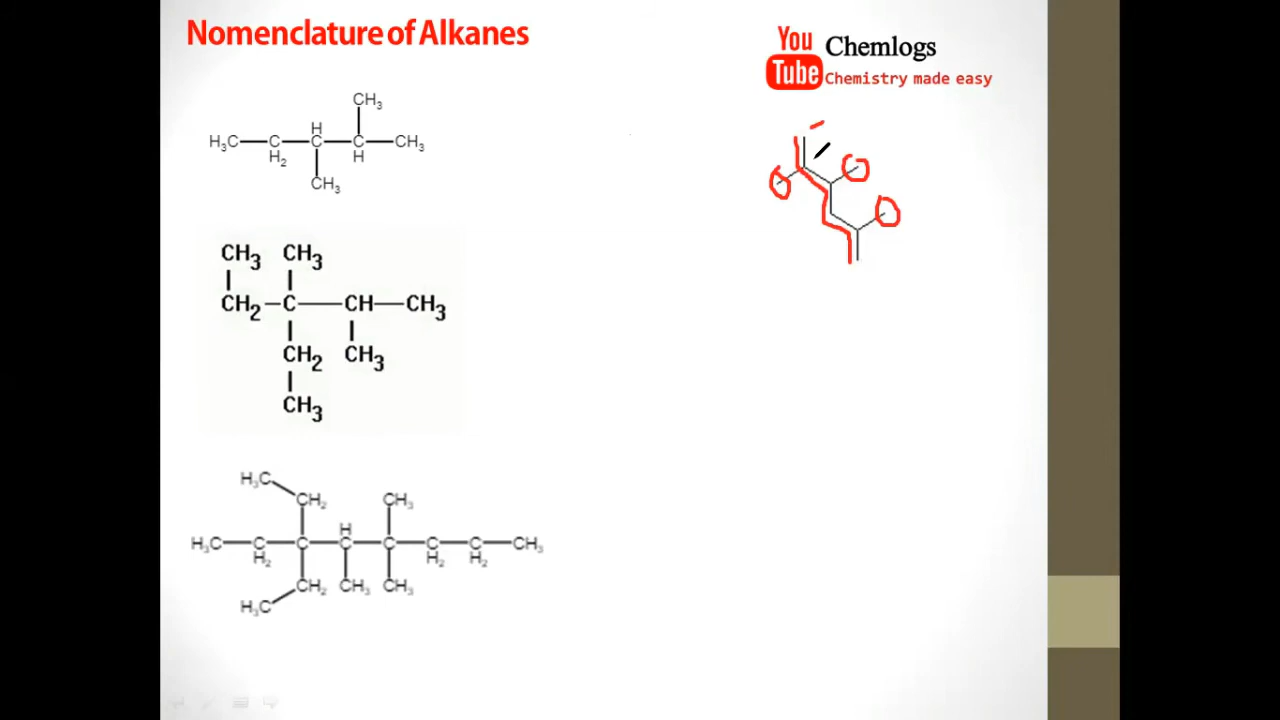 Nomenclature of Alkanes
You
Tube
Chemlogs
Chemistry made easy
CH₃
H
H₃C C C C CH₃
H₂ H
CH₃
CH₃ CH₃
CH₂ C CH CH₃
CH₂ CH₃
CH₃
H₃C
CH₂ CH₃
H
H₃C C C C C C C CH₃
H₂ H₂ H₂
CH₂ CH₃ CH₃
H₃C